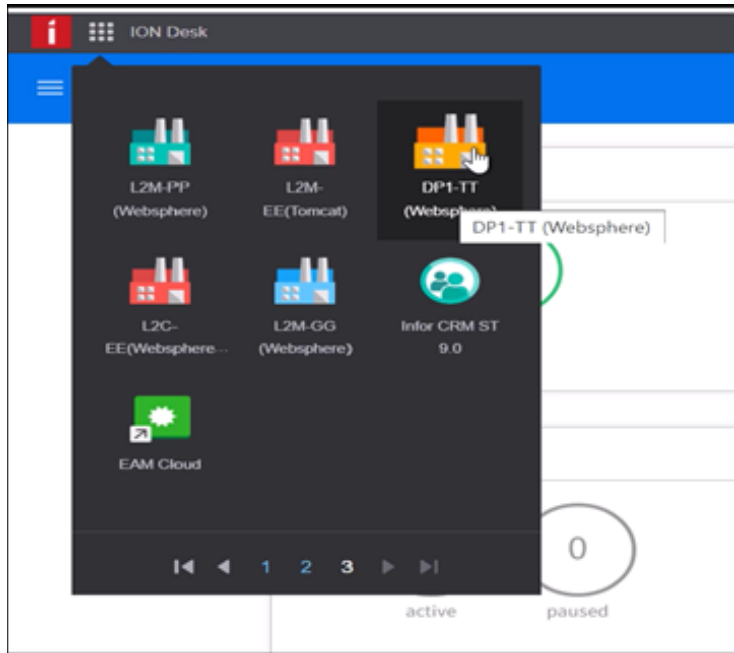 i
ION Desk
L2M-PP
(Websphere)
L2M-
EE(Tomcat)
DP1-TT
(Websphere)
DP1-TT (Websphere)
L2C-
EE(Websphere...
L2M-GG
(Websphere)
Infor CRM ST
9.0
EAM Cloud
1 2 3
0
active
paused